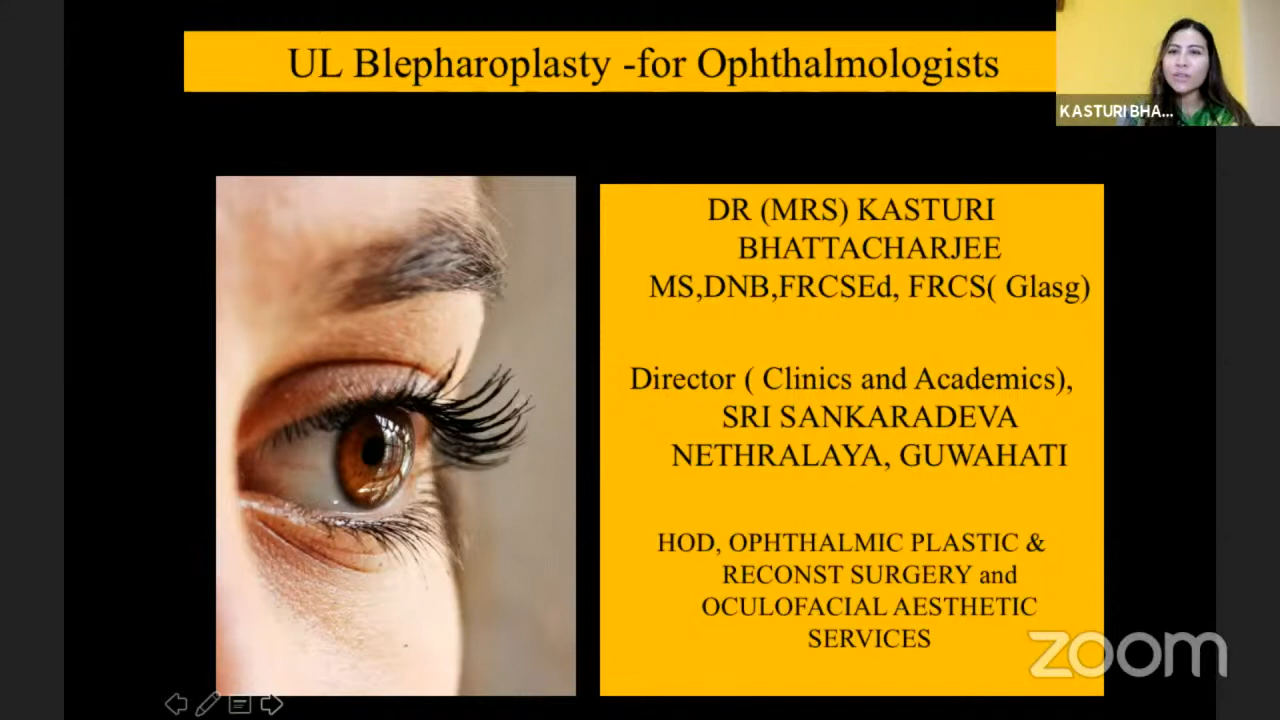 UL Blepharoplasty -for Ophthalmologists
KASTURI BHA...
DR (MRS) KASTURI
BHATTACHARJEE
MS,DNB,FRCSEd, FRCS( Glasg)
Director ( Clinics and Academics),
SRI SANKARADEVA
NETHRALAYA, GUWAHATI
HOD, OPHTHALMIC PLASTIC &
RECONST SURGERY and
OCULOFACIAL AESTHETIC
SERVICES
zoom